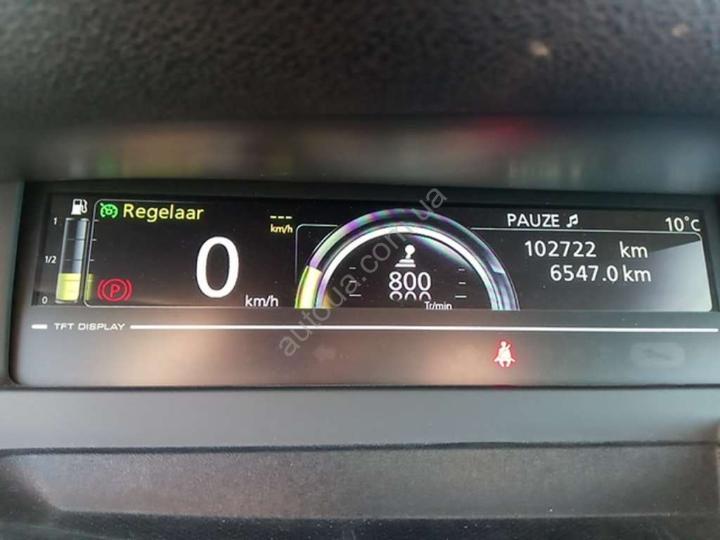 Regelaar
---
km/h
PAUZE
10°C
1
1/2
0
0
km/h
800
800
Tr/min
102722 km
6547.0 km
P
TFT DISPLAY
autoua.com.ua